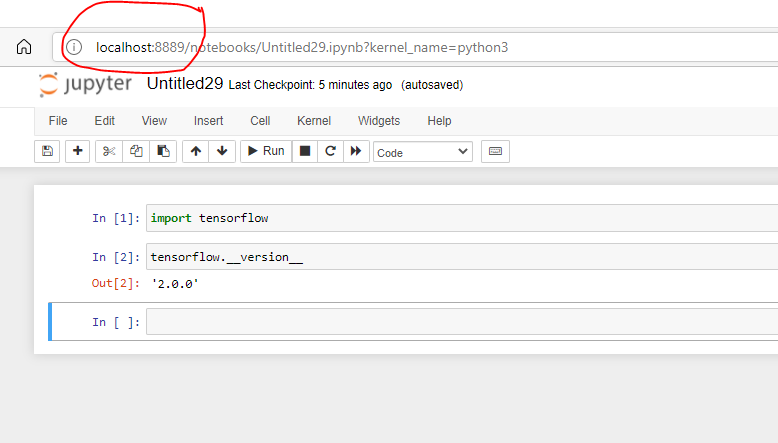 localhost:8889/notebooks/Untitled29.ipynb?kernel_name=python3
jupyter Untitled29 Last Checkpoint: 5 minutes ago (autosaved)
File Edit View Insert Cell Kernel Widgets Help
Run Code
In [1]: import tensorflow
In [2]: tensorflow.__version__
Out[2]: '2.0.0'
In [ ]: